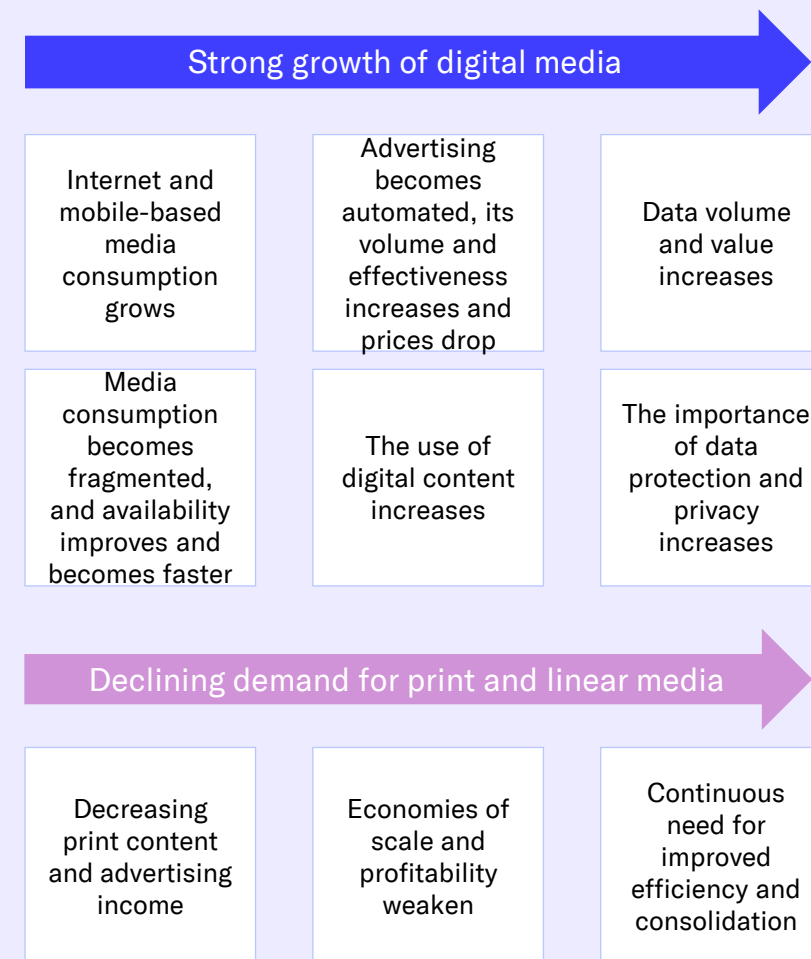 Strong growth of digital media
Internet and
mobile-based
media
consumption
grows
Advertising
becomes
automated, its
volume and
effectiveness
increases and
prices drop
Data volume
and value
increases
Media
consumption
becomes
fragmented,
and availability
improves and
becomes faster
The use of
digital content
increases
The importance
of data
protection and
privacy
increases
Declining demand for print and linear media
Decreasing
print content
and advertising
income
Economies of
scale and
profitability
weaken
Continuous
need for
improved
efficiency and
consolidation